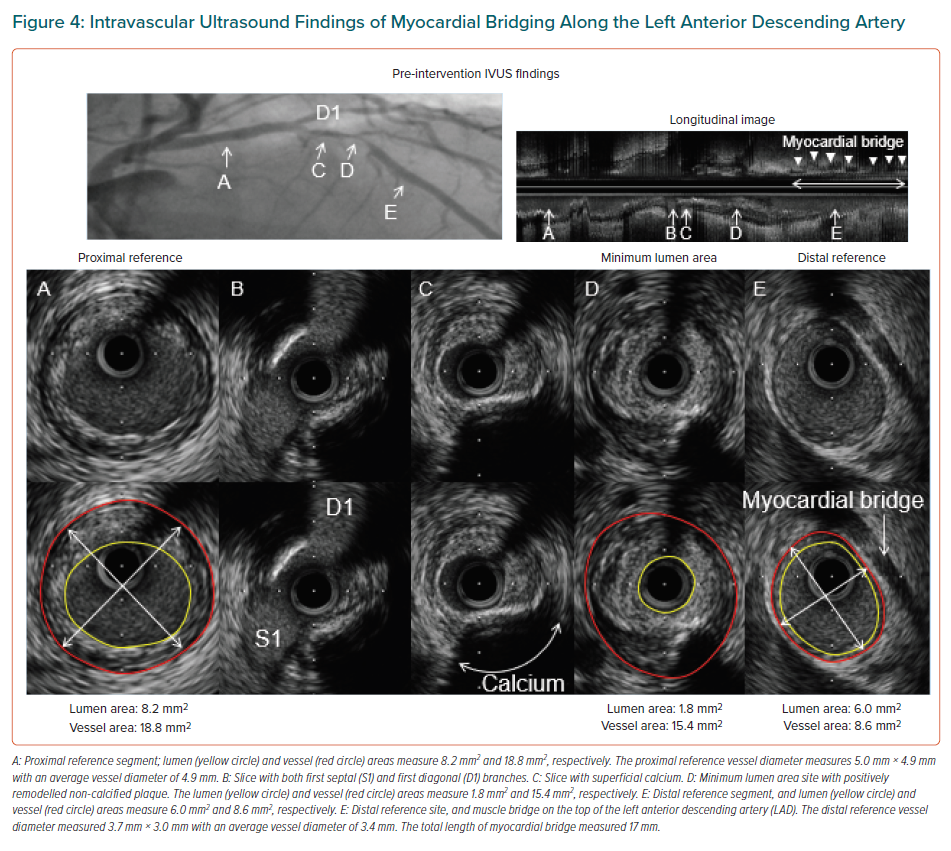 Figure 4: Intravascular Ultrasound Findings of Myocardial Bridging Along the Left Anterior Descending Artery
Pre-intervention IVUS findings
D1
A
C
D
E
Longitudinal image
Myocardial bridge
A
B
C
D
E
Proximal reference
Minimum lumen area
Distal reference
A
B
C
D
E
D1
S1
Calcium
Myocardial bridge
Lumen area: 8.2 mm²
Vessel area: 18.8 mm²
Lumen area: 1.8 mm²
Vessel area: 15.4 mm²
Lumen area: 6.0 mm²
Vessel area: 8.6 mm²
A: Proximal reference segment; lumen (yellow circle) and vessel (red circle) areas measure 8.2 mm² and 18.8 mm², respectively. The proximal reference vessel diameter measures 5.0 mm × 4.9 mm
with an average vessel diameter of 4.9 mm. B: Slice with both first septal (S1) and first diagonal (D1) branches. C: Slice with superficial calcium. D: Minimum lumen area site with positively
remodelled non-calcified plaque. The lumen (yellow circle) and vessel (red circle) areas measure 1.8 mm² and 15.4 mm², respectively. E: Distal reference segment, and lumen (yellow circle) and
vessel (red circle) areas measure 6.0 mm² and 8.6 mm², respectively. E: Distal reference site, and muscle bridge on the top of the left anterior descending artery (LAD). The distal reference vessel
diameter measured 3.7 mm × 3.0 mm with an average vessel diameter of 3.4 mm. The total length of myocardial bridge measured 17 mm.